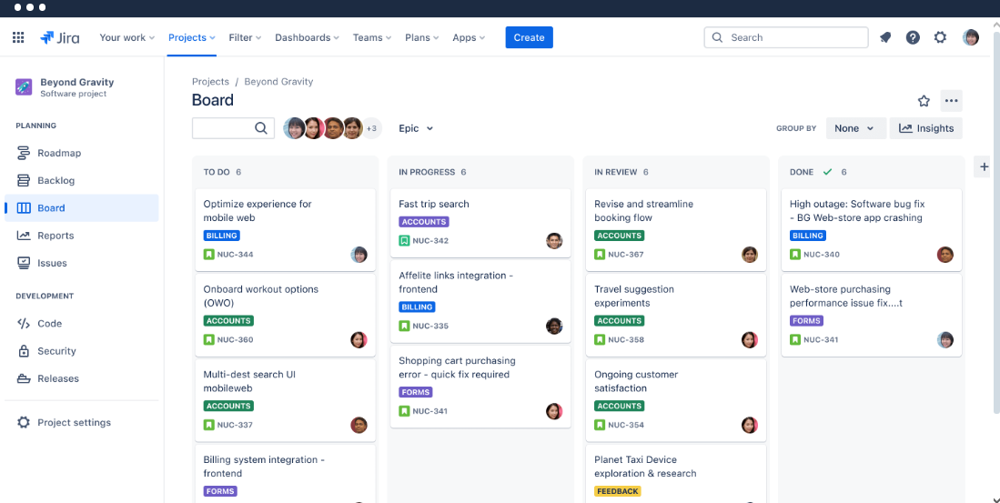 Jira
Your work
Projects
Filter
Dashboards
Teams
Plans
Apps
Create
Search
Beyond Gravity
Software project
PLANNING
Roadmap
Backlog
Board
Reports
Issues
DEVELOPMENT
Code
Security
Releases
Project settings
Projects / Beyond Gravity
Board
+3
Epic
GROUP BY
None
Insights
TO DO 6
Optimize experience for
mobile web
BILLING
NUC-344
Onboard workout options
(OWO)
ACCOUNTS
NUC-360
Multi-dest search UI
mobileweb
ACCOUNTS
NUC-337
Billing system integration -
frontend
FORMS
IN PROGRESS 6
Fast trip search
ACCOUNTS
NUC-342
Affelite links integration -
frontend
BILLING
NUC-335
Shopping cart purchasing
error - quick fix required
FORMS
NUC-341
IN REVIEW 6
Revise and streamline
booking flow
ACCOUNTS
NUC-367
Travel suggestion
experiments
ACCOUNTS
NUC-358
Ongoing customer
satisfaction
ACCOUNTS
NUC-354
Planet Taxi Device
exploration & research
FEEDBACK
DONE 6
High outage: Software bug fix
- BG Web-store app crashing
BILLING
NUC-340
Web-store purchasing
performance issue fix....t
FORMS
NUC-341